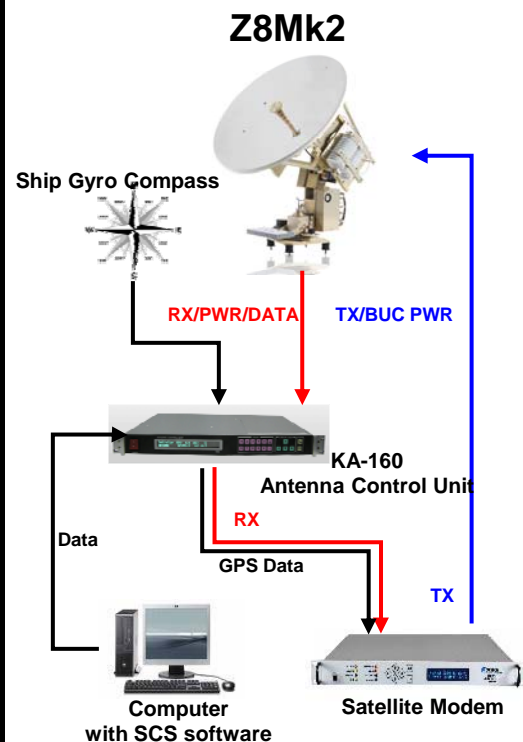 Z8Mk2
Ship Gyro Compass
RX/PWR/DATA
TX/BUC PWR
KA-160
Antenna Control Unit
RX
Data
GPS Data
TX
Computer
with SCS software
Satellite Modem